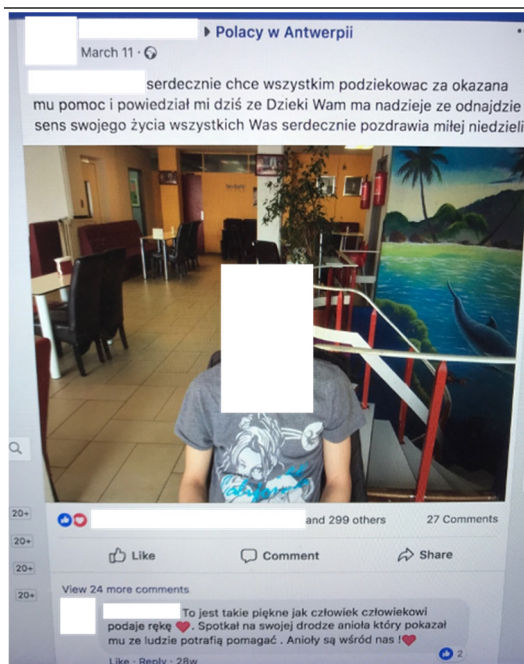 ▸ Polacy w Antwerpii
March 11 ·
serdecznie chce wszystkim podziekowac za okazana
mu pomoc i powiedział mi dziś ze Dzieki Wam ma nadzieje ze odnajdzie
sens swojego życia wszystkich Was serdecznie pozdrawia miłej niedzieli
and 299 others
27 Comments
20+
20+
20+
20+
Like
Comment
Share
View 24 more comments
To jest takie piękne jak człowiek człowiekowi
podaje rękę ❤️. Spotkał na swojej drodze anioła który pokazał
mu ze ludzie potrafią pomagać . Anioły są wśród nas !❤️
2
Like · Reply · 28w